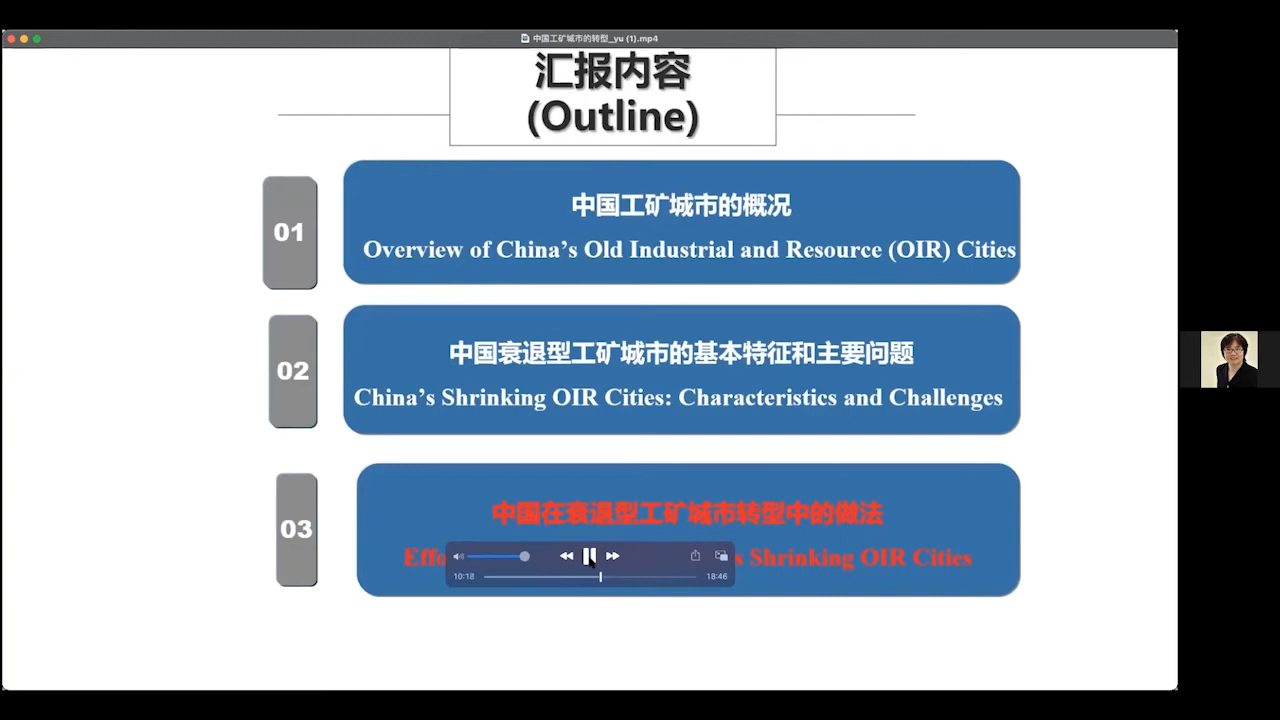 中国工矿城市的转型_yu (1).mp4
汇报内容
(Outline)
01
中国工矿城市的概况
Overview of China’s Old Industrial and Resource (OIR) Cities
02
中国衰退型工矿城市的基本特征和主要问题
China’s Shrinking OIR Cities: Characteristics and Challenges
03
中国在衰退型工矿城市转型中的做法
s Shrinking OIR Cities
10:18
18:46